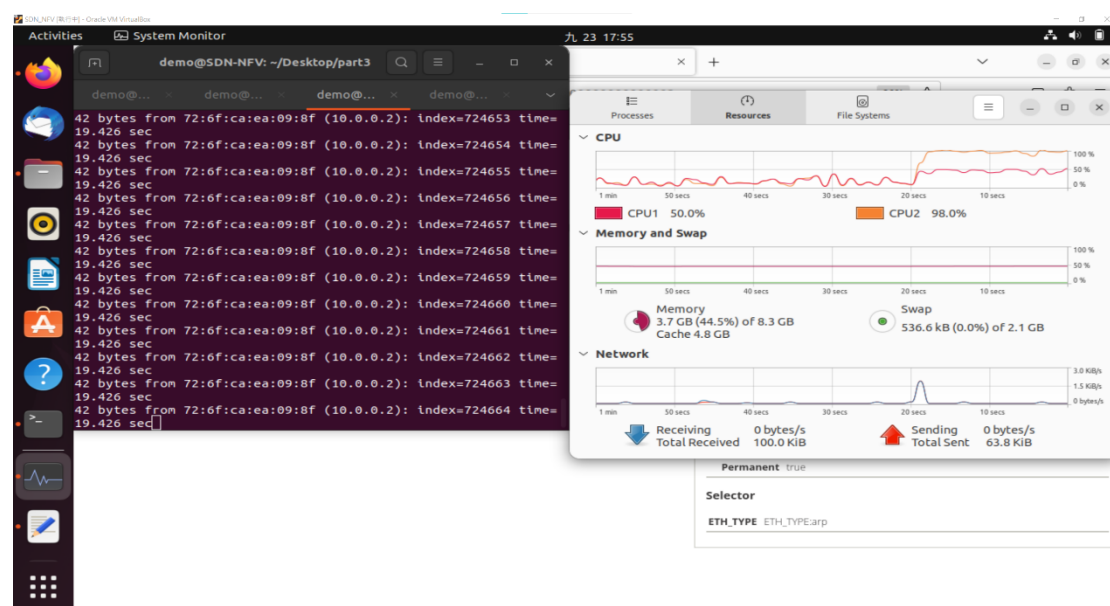 SDN_NFV [執行中] - Oracle VM VirtualBox
Activities
System Monitor
九 23 17:55
demo@SDN-NFV: ~/Desktop/part3
demo@...
demo@...
demo@...
demo@...
42 bytes from 72:6f:ca:ea:09:8f (10.0.0.2): index=724653 time=
19.426 sec
42 bytes from 72:6f:ca:ea:09:8f (10.0.0.2): index=724654 time=
19.426 sec
42 bytes from 72:6f:ca:ea:09:8f (10.0.0.2): index=724655 time=
19.426 sec
42 bytes from 72:6f:ca:ea:09:8f (10.0.0.2): index=724656 time=
19.426 sec
42 bytes from 72:6f:ca:ea:09:8f (10.0.0.2): index=724657 time=
19.426 sec
42 bytes from 72:6f:ca:ea:09:8f (10.0.0.2): index=724658 time=
19.426 sec
42 bytes from 72:6f:ca:ea:09:8f (10.0.0.2): index=724659 time=
19.426 sec
42 bytes from 72:6f:ca:ea:09:8f (10.0.0.2): index=724660 time=
19.426 sec
42 bytes from 72:6f:ca:ea:09:8f (10.0.0.2): index=724661 time=
19.426 sec
42 bytes from 72:6f:ca:ea:09:8f (10.0.0.2): index=724662 time=
19.426 sec
42 bytes from 72:6f:ca:ea:09:8f (10.0.0.2): index=724663 time=
19.426 sec
42 bytes from 72:6f:ca:ea:09:8f (10.0.0.2): index=724664 time=
19.426 sec
Processes
Resources
File Systems
CPU
100 %
50 %
0 %
1 min 50 secs 40 secs 30 secs 20 secs 10 secs
CPU1 50.0%
CPU2 98.0%
Memory and Swap
100 %
50 %
0 %
1 min 50 secs 40 secs 30 secs 20 secs 10 secs
Memory
3.7 GB (44.5%) of 8.3 GB
Cache 4.8 GB
Swap
536.6 kB (0.0%) of 2.1 GB
Network
3.0 KiB/s
1.5 KiB/s
0 bytes/s
1 min 50 secs 40 secs 30 secs 20 secs 10 secs
Receiving 0 bytes/s
Total Received 100.0 KiB
Sending 0 bytes/s
Total Sent 63.8 KiB
Permanent true
Selector
ETH_TYPE ETH_TYPE:arp